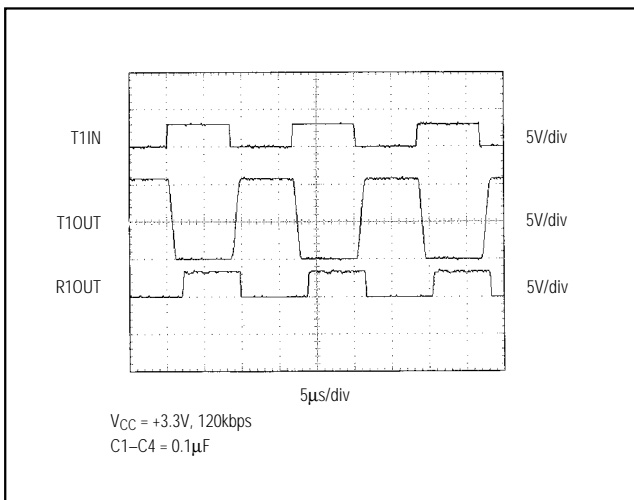 T1IN 5V/div
T1OUT 5V/div
R1OUT 5V/div
5μs/div
VCC = +3.3V, 120kbps
C1–C4 = 0.1μF